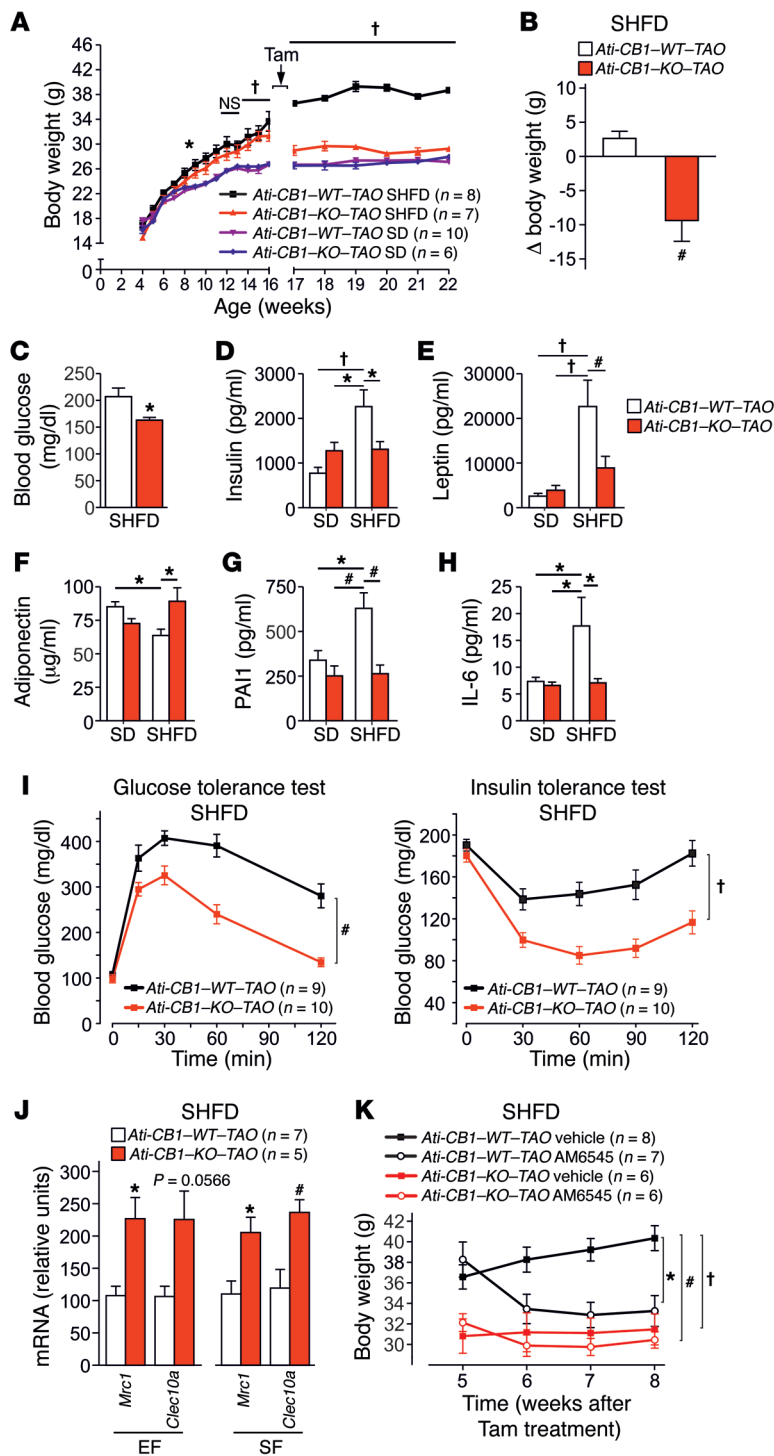 A
Body weight (g)
46
42
38
34
30
26
22
18
14
0
Tam
†
NS
†
*
Ati-CB1–WT–TAO SHFD (n = 8)
Ati-CB1–KO–TAO SHFD (n = 7)
Ati-CB1–WT–TAO SD (n = 10)
Ati-CB1–KO–TAO SD (n = 6)
0 2 4 6 8 10 12 14 16 17 18 19 20 21 22
Age (weeks)
B
SHFD
Ati-CB1–WT–TAO
Ati-CB1–KO–TAO
Δ body weight (g)
10
5
0
-5
-10
-15
#
C
Blood glucose
(mg/dl)
250
200
150
100
50
0
*
SHFD
D
Insulin (pg/ml)
3000
2000
1000
0
†
* *
SD SHFD
E
Leptin (pg/ml)
30000
20000
10000
0
†
† #
SD SHFD
Ati-CB1–WT–TAO
Ati-CB1–KO–TAO
F
Adiponectin
(μg/ml)
100
75
50
25
0
* *
SD SHFD
G
PAI1 (pg/ml)
750
500
250
0
*
# #
SD SHFD
H
IL-6 (pg/ml)
25
20
15
10
5
0
*
* *
SD SHFD
I
Glucose tolerance test
SHFD
Blood glucose (mg/dl)
400
300
200
100
0
#
Ati-CB1–WT–TAO (n = 9)
Ati-CB1–KO–TAO (n = 10)
0 30 60 90 120
Time (min)
Insulin tolerance test
SHFD
Blood glucose (mg/dl)
200
160
120
80
40
†
Ati-CB1–WT–TAO (n = 9)
Ati-CB1–KO–TAO (n = 10)
0 30 60 90 120
Time (min)
J
SHFD
Ati-CB1–WT–TAO (n = 7)
Ati-CB1–KO–TAO (n = 5)
mRNA (relative units)
300
250
200
150
100
50
0
*
P = 0.0566
*
#
Mrc1 Clec10a Mrc1 Clec10a
EF SF
K
SHFD
Ati-CB1–WT–TAO vehicle (n = 8)
Ati-CB1–WT–TAO AM6545 (n = 7)
Ati-CB1–KO–TAO vehicle (n = 6)
Ati-CB1–KO–TAO AM6545 (n = 6)
Body weight (g)
42
40
38
36
34
32
30
* # †
5 6 7 8
Time (weeks after
Tam treatment)